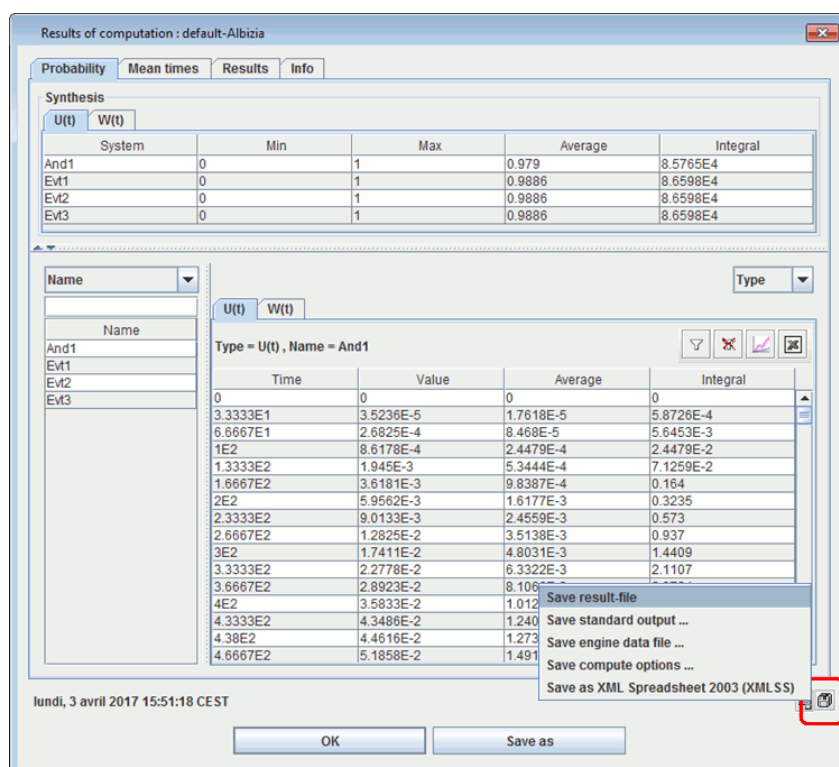 Results of computation : default-Albizia
Probability Mean times Results Info
Synthesis
U(t) W(t)
System Min Max Average Integral
And1 0 1 0.979 8.5765E4
Evt1 0 1 0.9886 8.6598E4
Evt2 0 1 0.9886 8.6598E4
Evt3 0 1 0.9886 8.6598E4
Name Type
U(t) W(t)
Name
And1
Evt1
Evt2
Evt3
Type = U(t) , Name = And1
Time Value Average Integral
0 0 0 0
3.3333E1 3.5236E-5 1.7618E-5 5.8726E-4
6.6667E1 2.6825E-4 8.468E-5 5.6453E-3
1E2 8.6178E-4 2.4479E-4 2.4479E-2
1.3333E2 1.945E-3 5.3444E-4 7.1259E-2
1.6667E2 3.6181E-3 9.8387E-4 0.164
2E2 5.9562E-3 1.6177E-3 0.3235
2.3333E2 9.0133E-3 2.4559E-3 0.573
2.6667E2 1.2825E-2 3.5138E-3 0.937
3E2 1.7411E-2 4.8031E-3 1.4409
3.3333E2 2.2778E-2 6.3322E-3 2.1107
3.6667E2 2.8923E-2
4E2 3.5833E-2 1.012
4.3333E2 4.3486E-2 1.240
4.38E2 4.4616E-2 1.273
4.6667E2 5.1858E-2 1.491
Save result-file
Save standard output ...
Save engine data file ...
Save compute options ...
Save as XML Spreadsheet 2003 (XMLSS)
lundi, 3 avril 2017 15:51:18 CEST
OK Save as